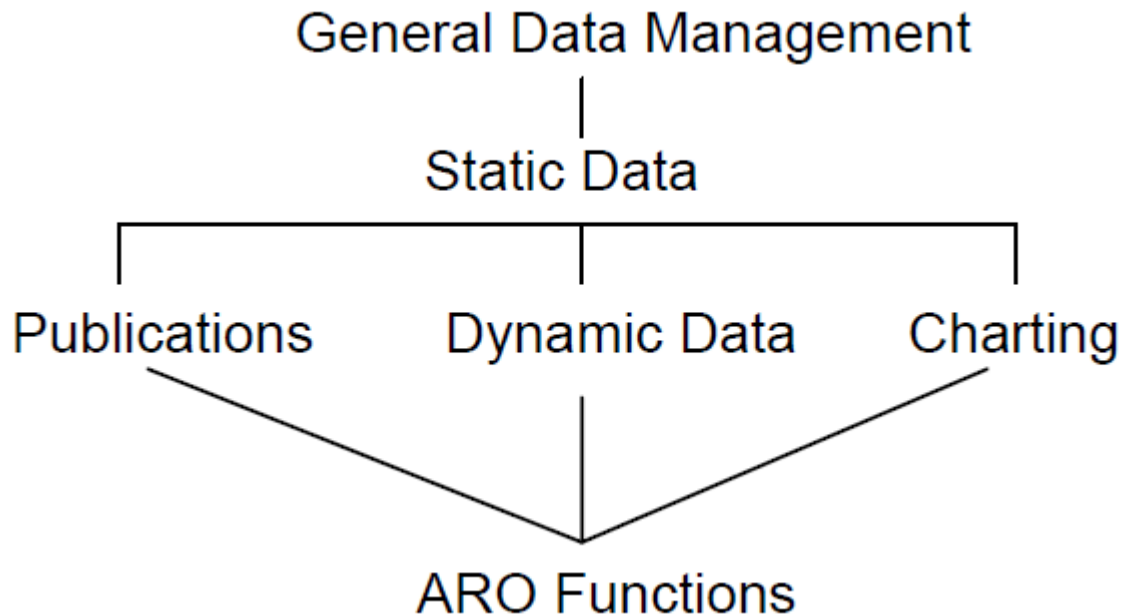 General Data Management
Static Data
Publications
Dynamic Data
Charting
ARO Functions